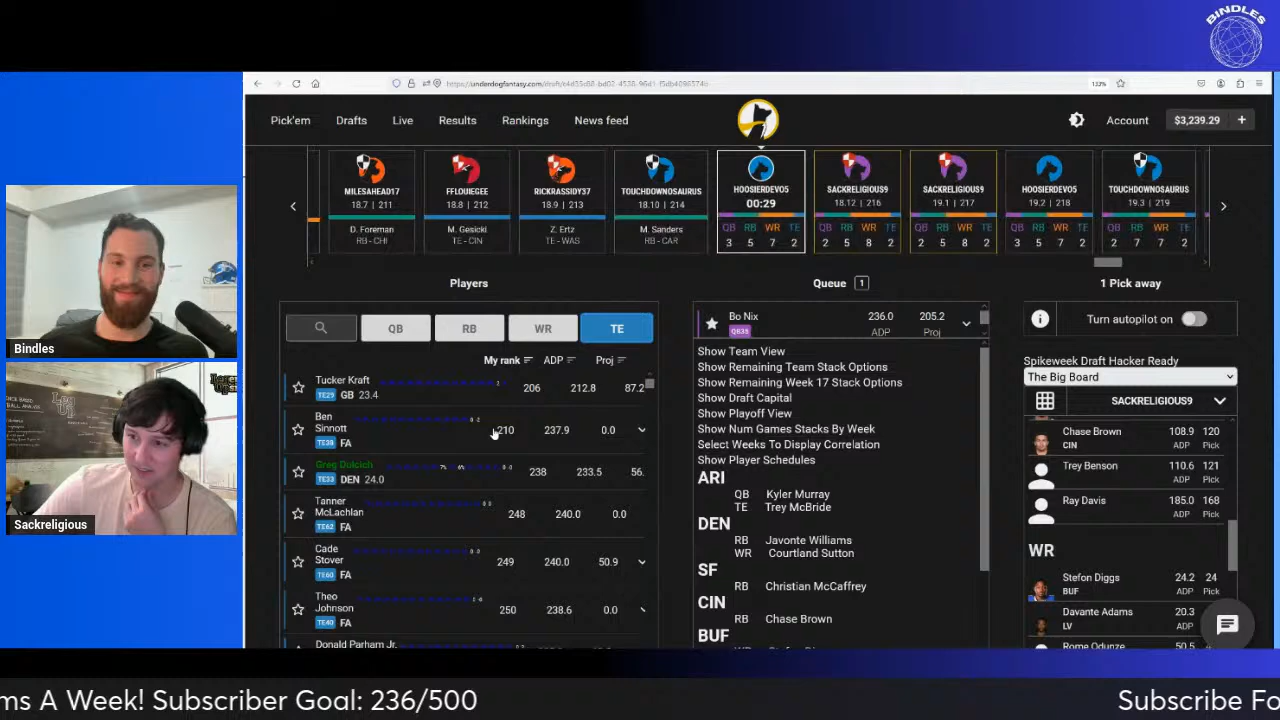 BINDLES
https://underdogfantasy.com/draft/
133%
Pick'em Drafts Live Results Rankings News feed
Account $3,239.29 +
MILESAHEAD17
18.7 | 211
D. Foreman
RB - CHI
FFLOUIEGEE
18.8 | 212
M. Gesicki
TE - CIN
RICKRASSIDY37
18.9 | 213
Z. Ertz
TE - WAS
TOUCHDOWNOSAURUS
18.10 | 214
M. Sanders
RB - CAR
HOOSIERDEVO5
00:29
QB RB WR TE
3 5 7 2
SACKRELIGIOUS9
18.12 | 216
QB RB WR TE
2 5 8 2
SACKRELIGIOUS9
19.1 | 217
QB RB WR TE
2 5 8 2
HOOSIERDEVO5
19.2 | 218
QB RB WR TE
3 5 7 2
TOUCHDOWNOSAURUS
19.3 | 219
QB RB WR TE
2 7 7 2
Players
QB RB WR TE
My rank ADP Proj
Tucker Kraft
TE29 GB 23.4
206 212.8 87.2
Ben
Sinnott
TE38 FA
210 237.9 0.0
Greg Dulcich
TE33 DEN 24.0
238 233.5 56.
Tanner
McLachlan
TE62 FA
248 240.0 0.0
Cade
Stover
TE60 FA
249 240.0 50.9
Theo
Johnson
TE40 FA
250 238.6 0.0
Donald Parham Jr.
Queue 1
Bo Nix
QB35
236.0 205.2
ADP Proj
Show Team View
Show Remaining Team Stack Options
Show Remaining Week 17 Stack Options
Show Draft Capital
Show Playoff View
Show Num Games Stacks By Week
Select Weeks To Display Correlation
Show Player Schedules
ARI
QB Kyler Murray
TE Trey McBride
DEN
RB Javonte Williams
WR Courtland Sutton
SF
RB Christian McCaffrey
CIN
RB Chase Brown
BUF
1 Pick away
Turn autopilot on
Spikeweek Draft Hacker Ready
The Big Board
SACKRELIGIOUS9
Chase Brown 108.9 120
CIN ADP Pick
Trey Benson 110.6 121
ADP Pick
Ray Davis 185.0 168
ADP Pick
WR
Stefon Diggs 24.2 24
BUF ADP Pick
Davante Adams 20.3
LV ADP
Rome Odunze 50.5
Bindles
Sackreligious
ms A Week! Subscriber Goal: 236/500
Subscribe Fo